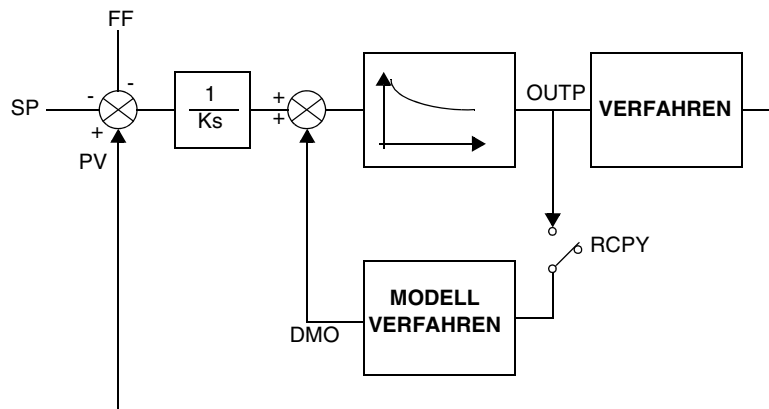 FF
-
-
SP
+
PV
1
Ks
+
+
OUTP
VERFAHREN
RCPY
MODELL
VERFAHREN
DMO